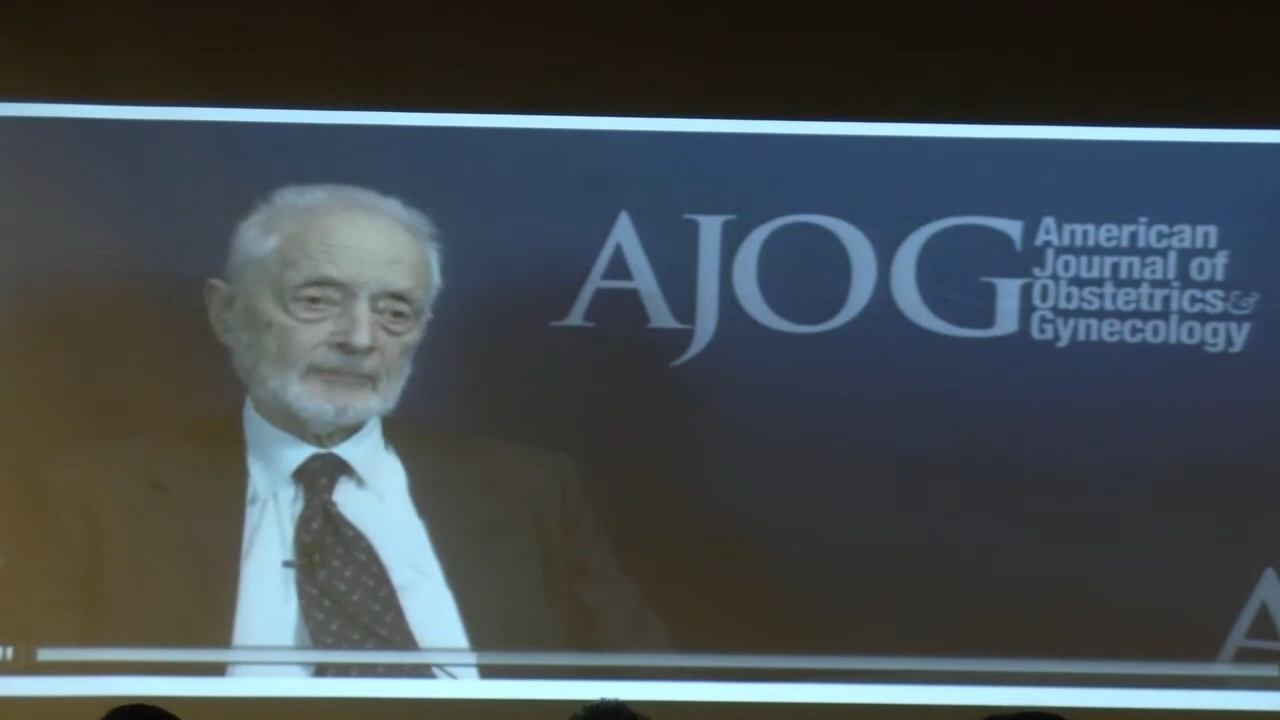 AJOG
American
Journal of
Obstetrics &
Gynecology
A